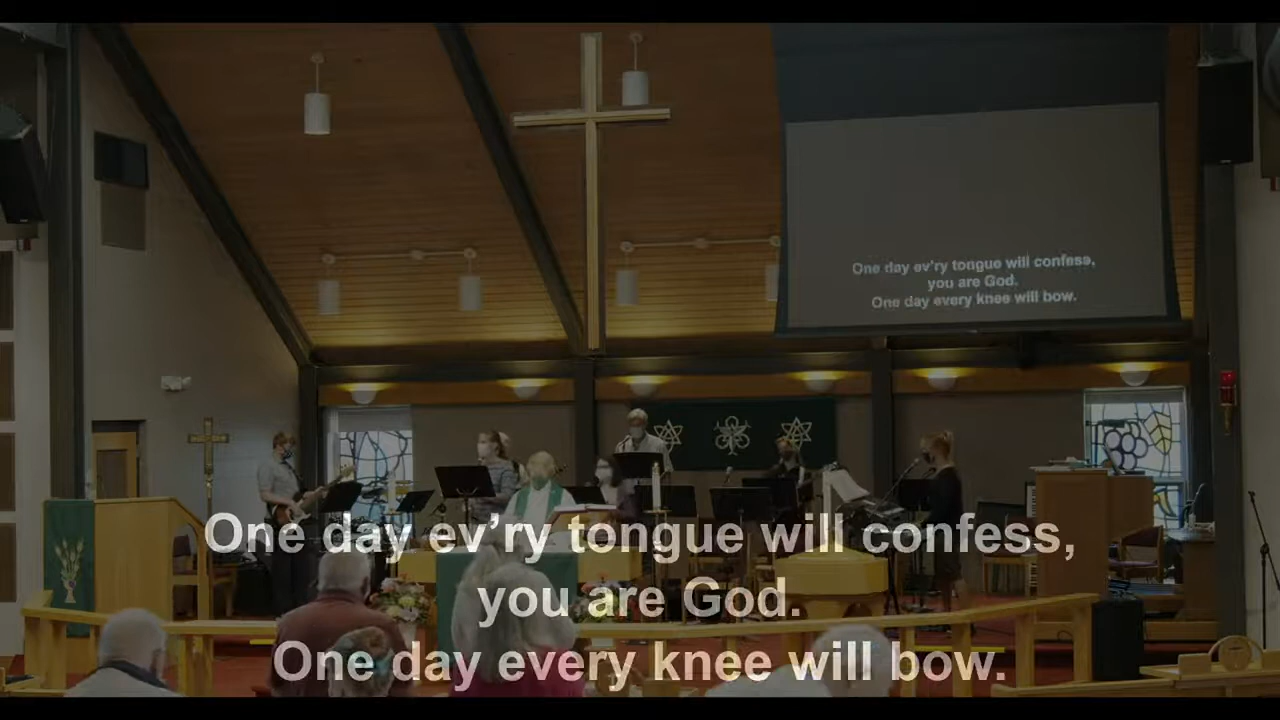 One day ev'ry tongue will confess,
you are God.
One day every knee will bow.
One day ev’ry tongue will confess,
you are God.
One day every knee will bow.